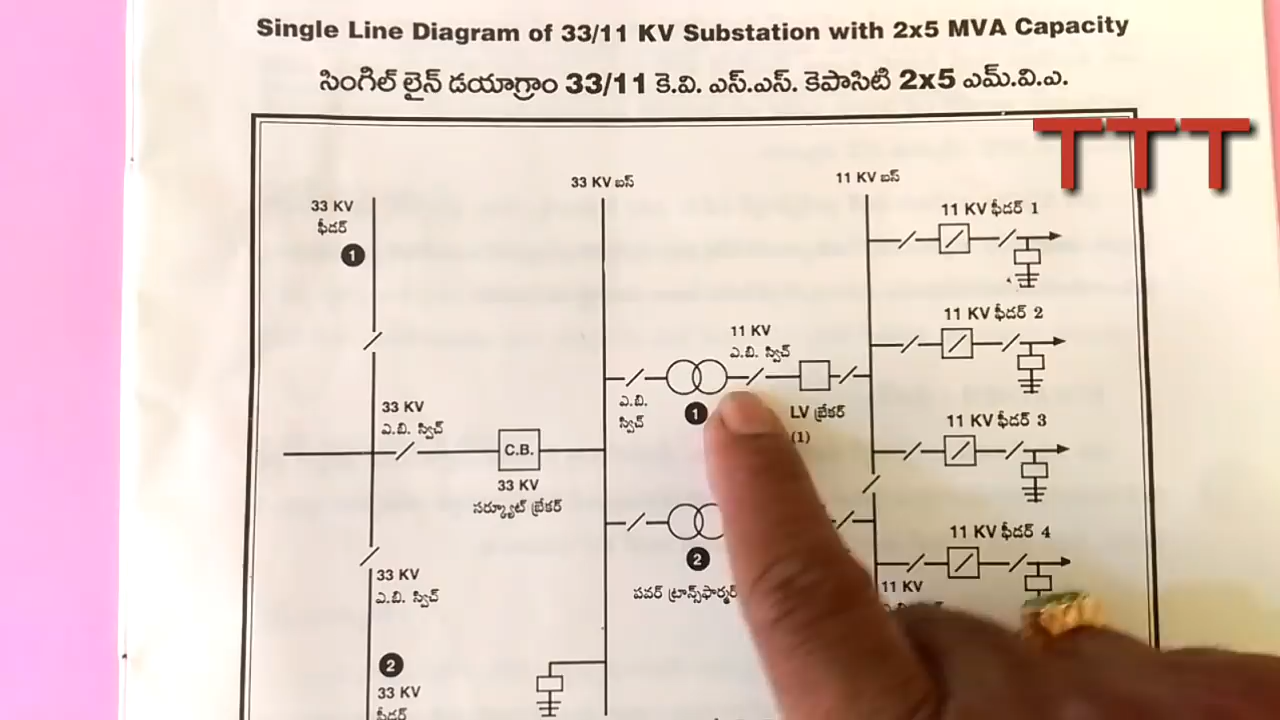 Single Line Diagram of 33/11 KV Substation with 2x5 MVA Capacity
సింగిల్ లైన్ డయాగ్రాం 33/11 కె.వి. ఎస్.ఎస్. కెపాసిటి 2x5 ఎమ్.వి.ఎ.
TTT
33 KV
ఫీడర్
1
33 KV బస్
11 KV బస్
11 KV ఫీడర్ 1
11 KV ఫీడర్ 2
11 KV
ఎ.బి. స్విచ్
ఎ.బి.
స్విచ్
1
LV బ్రేకర్
(1)
33 KV
ఎ.బి. స్విచ్
C.B.
33 KV
సర్క్యూట్ బ్రేకర్
11 KV ఫీడర్ 3
11 KV ఫీడర్ 4
2
పవర్ ట్రాన్స్‌ఫార్మర్
11 KV
33 KV
ఎ.బి. స్విచ్
2
33 KV
ఫీడర్